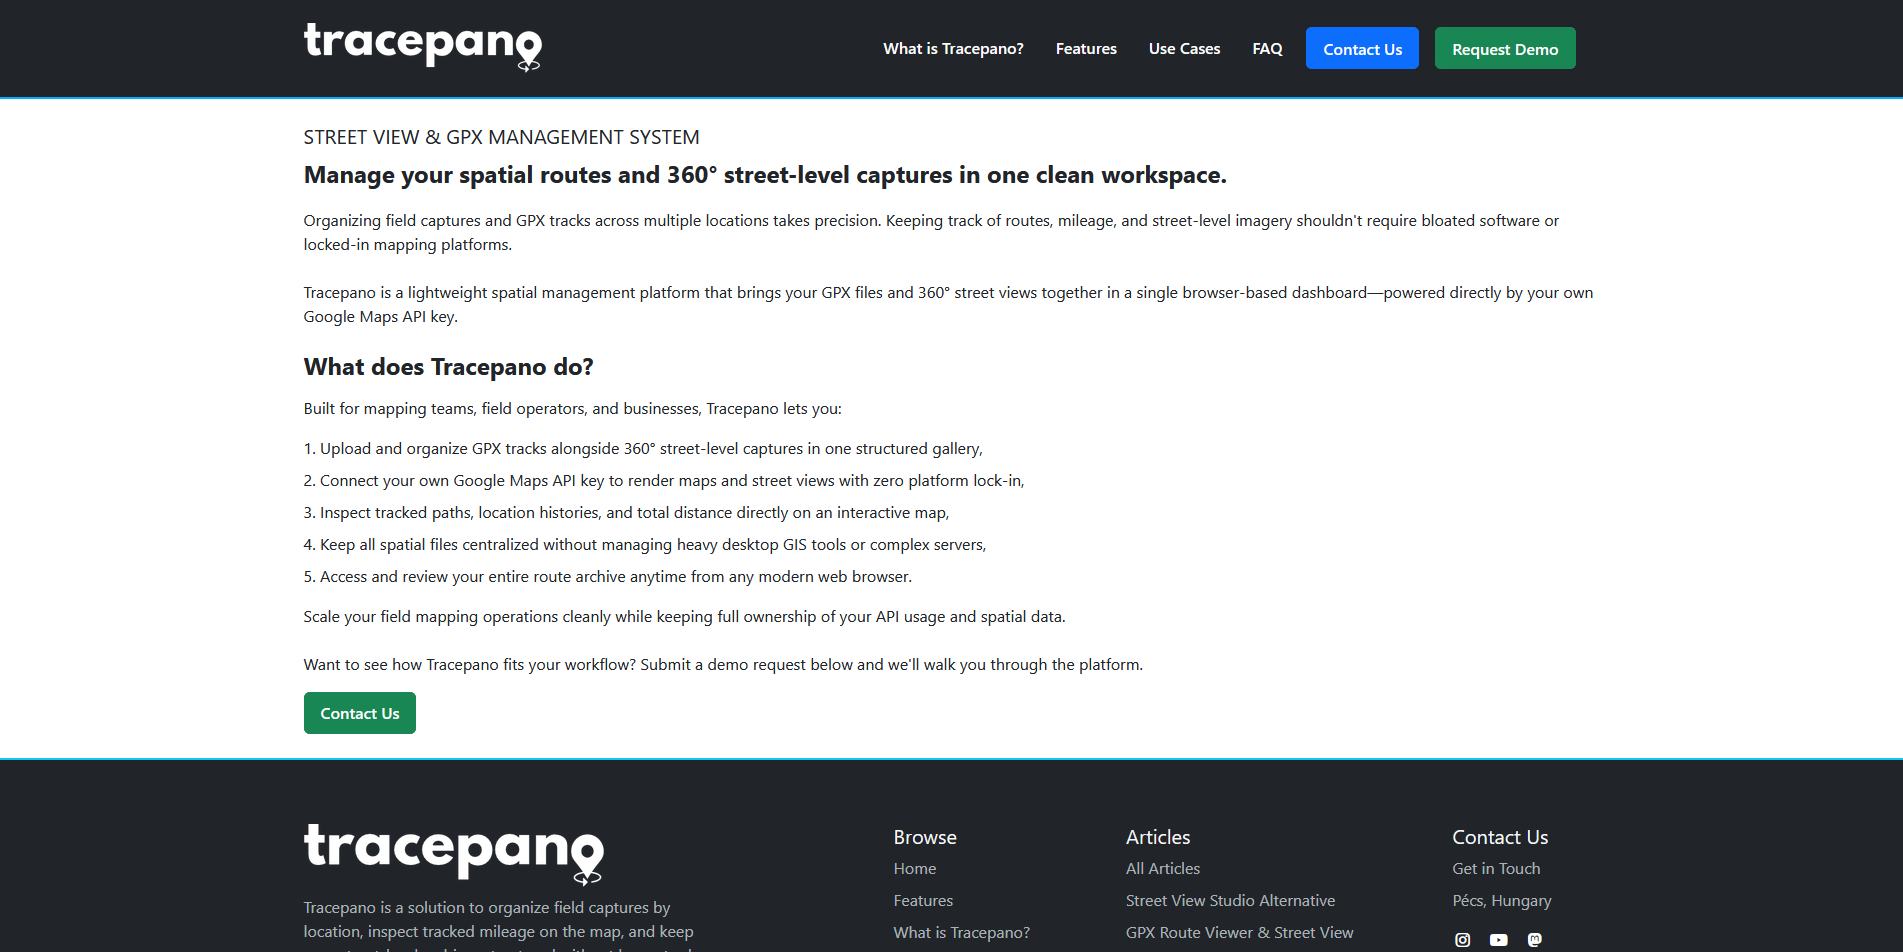 tracepano
What is Tracepano?
Features
Use Cases
FAQ
Contact Us
Request Demo
STREET VIEW & GPX MANAGEMENT SYSTEM
Manage your spatial routes and 360° street-level captures in one clean workspace.
Organizing field captures and GPX tracks across multiple locations takes precision. Keeping track of routes, mileage, and street-level imagery shouldn't require bloated software or
locked-in mapping platforms.
Tracepano is a lightweight spatial management platform that brings your GPX files and 360° street views together in a single browser-based dashboard—powered directly by your own
Google Maps API key.
What does Tracepano do?
Built for mapping teams, field operators, and businesses, Tracepano lets you:
1. Upload and organize GPX tracks alongside 360° street-level captures in one structured gallery,
2. Connect your own Google Maps API key to render maps and street views with zero platform lock-in,
3. Inspect tracked paths, location histories, and total distance directly on an interactive map,
4. Keep all spatial files centralized without managing heavy desktop GIS tools or complex servers,
5. Access and review your entire route archive anytime from any modern web browser.
Scale your field mapping operations cleanly while keeping full ownership of your API usage and spatial data.
Want to see how Tracepano fits your workflow? Submit a demo request below and we'll walk you through the platform.
Contact Us
tracepano
Tracepano is a solution to organize field captures by
location, inspect tracked mileage on the map, and keep
Browse
Home
Features
What is Tracepano?
Articles
All Articles
Street View Studio Alternative
GPX Route Viewer & Street View
Contact Us
Get in Touch
Pécs, Hungary